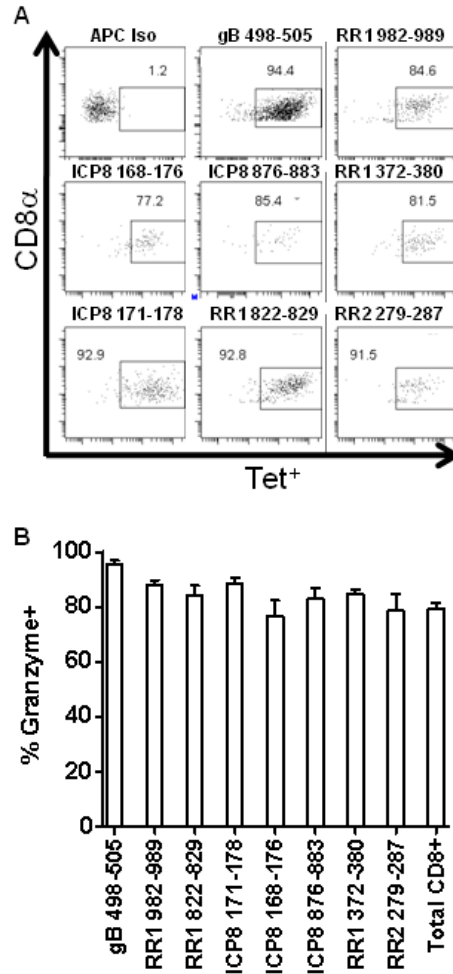 A
APC Iso
gB 498-505
RR1 982-989
1.2
94.4
84.6
ICP8 168-176
ICP8 876-883
RR1 372-380
77.2
85.4
81.5
ICP8 171-178
RR1 822-829
RR2 279-287
92.9
92.8
91.5
CD8α
Tet+
B
100
80
60
40
20
0
% Granzyme+
gB 498-505
RR1 982-989
RR1 822-829
ICP8 171-178
ICP8 168-176
ICP8 876-883
RR1 372-380
RR2 279-287
Total CD8+